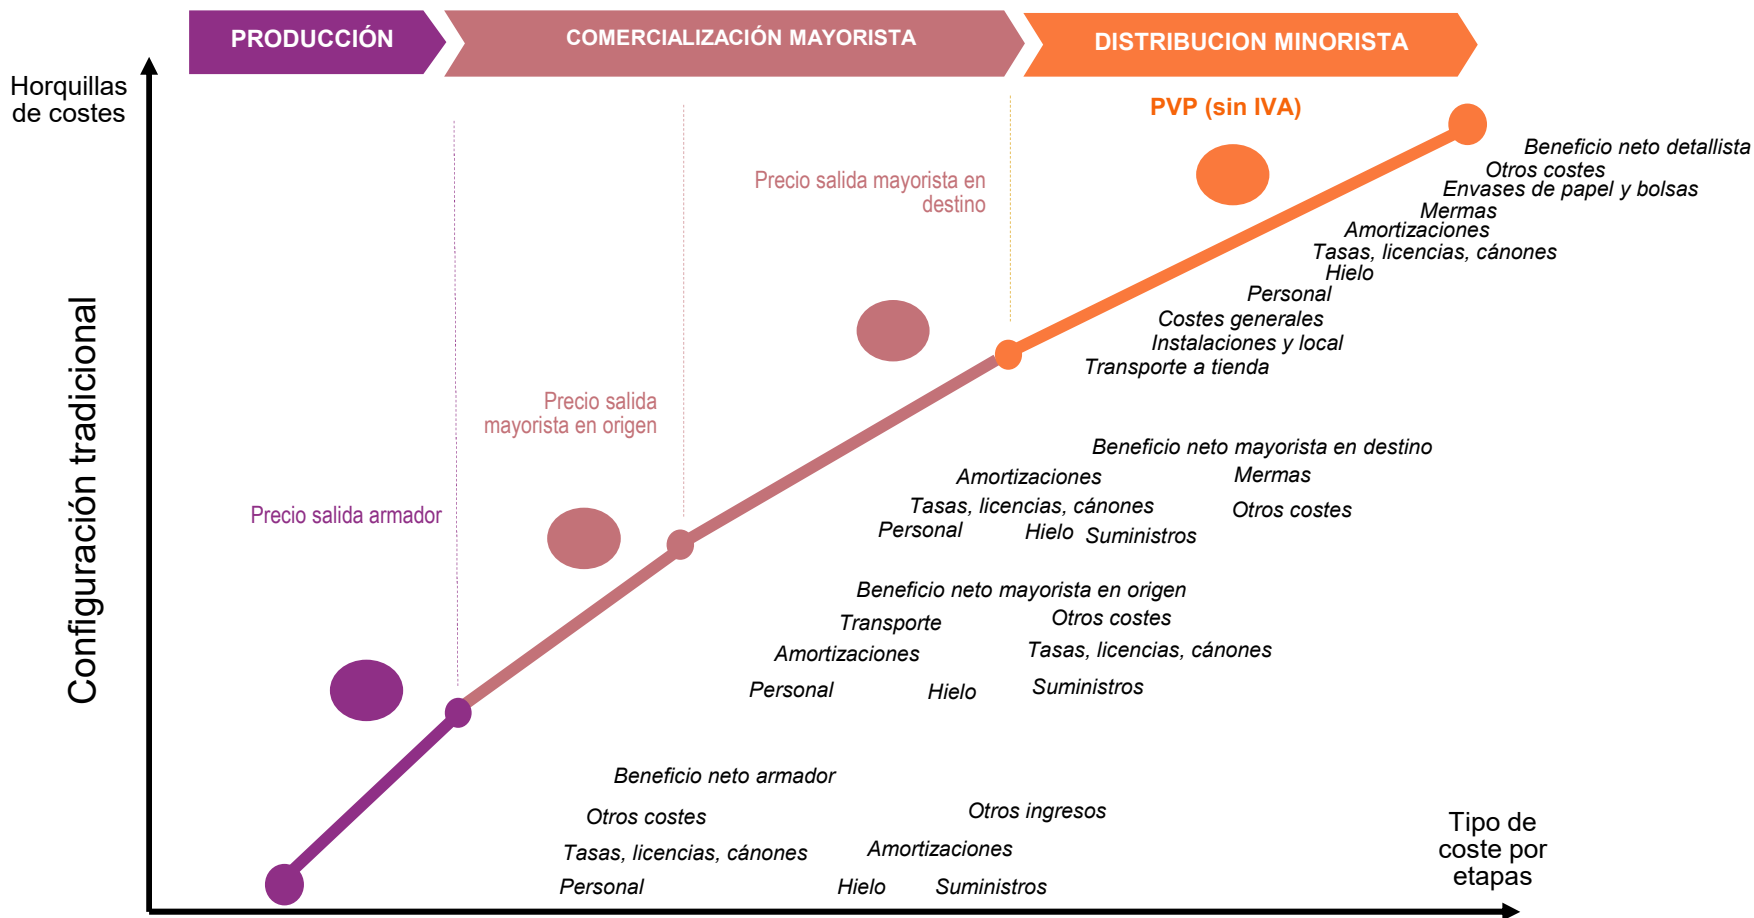 PRODUCCIÓN
COMERCIALIZACIÓN MAYORISTA
DISTRIBUCION MINORISTA
Horquillas
de costes
PVP (sin IVA)
Beneficio neto detallista
Otros costes
Envases de papel y bolsas
Mermas
Amortizaciones
Tasas, licencias, cánones
Hielo
Personal
Costes generales
Instalaciones y local
Transporte a tienda
Precio salida mayorista en
destino
Precio salida
mayorista en origen
Precio salida armador
Configuración tradicional
Beneficio neto mayorista en destino
Amortizaciones
Mermas
Tasas, licencias, cánones
Otros costes
Personal
Hielo
Suministros
Beneficio neto mayorista en origen
Transporte
Otros costes
Amortizaciones
Tasas, licencias, cánones
Personal
Hielo
Suministros
Beneficio neto armador
Otros costes
Otros ingresos
Tasas, licencias, cánones
Amortizaciones
Personal
Hielo
Suministros
Tipo de
coste por
etapas